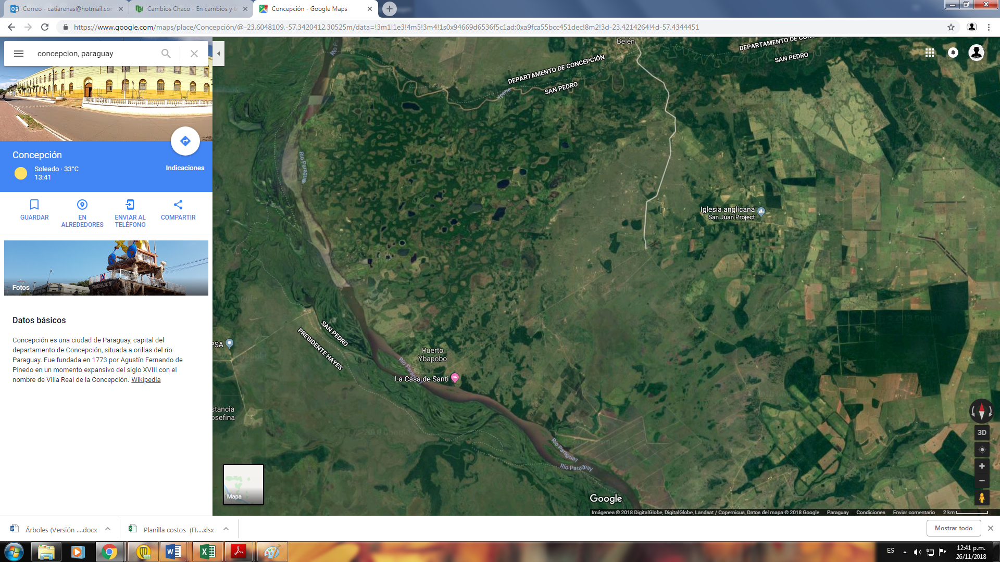 Correo - catiarenas@hotmail.con
Cambios Chaco - En cambios y t
Concepción - Google Maps
https://www.google.com/maps/place/Concepción/@-23.6048109,-57.3420412,30525m/data=!3m1!1e3!4m5!3m4!1s0x94669d6536f5c1ad:0xa9fca55bcc451dec!8m2!3d-23.4214264!4d-57.4344451
concepcion, paraguay
Concepción
Soleado · 33°C
13:41
Indicaciones
GUARDAR
EN ALREDEDORES
ENVIAR AL TELÉFONO
COMPARTIR
CONCEPCION
Fotos
Datos básicos
Concepción es una ciudad de Paraguay, capital del
departamento de Concepción, situada a orillas del río
Paraguay. Fue fundada en 1773 por Agustín Fernando de
Pinedo en un momento expansivo del siglo XVIII con el
nombre de Villa Real de la Concepción. Wikipedia
Belén
DEPARTAMENTO DE CONC
SAN PEDRO
DEPARTAMENTO DE CONCEPCIÓN
SAN PEDRO
Ypane
Río P
Río Paraguay
Iglesia anglicana
San Juan Project
SAN PEDRO
PRESIDENTE HAYES
PSA
Puerto
Ybapobo
Río Paraguay
La Casa de Santi
stancia
osefina
Río Paraguay
Río Paraguay
3D
Mapa
Google
Imágenes © 2018 DigitalGlobe, DigitalGlobe, Landsat / Copernicus, Datos del mapa © 2018 Google Paraguay Condiciones Enviar comentario 2 km
Árboles (Versión ....docx
Planilla costos (FI....xlsx
Mostrar todo
ES
12:41 p.m.
26/11/2018